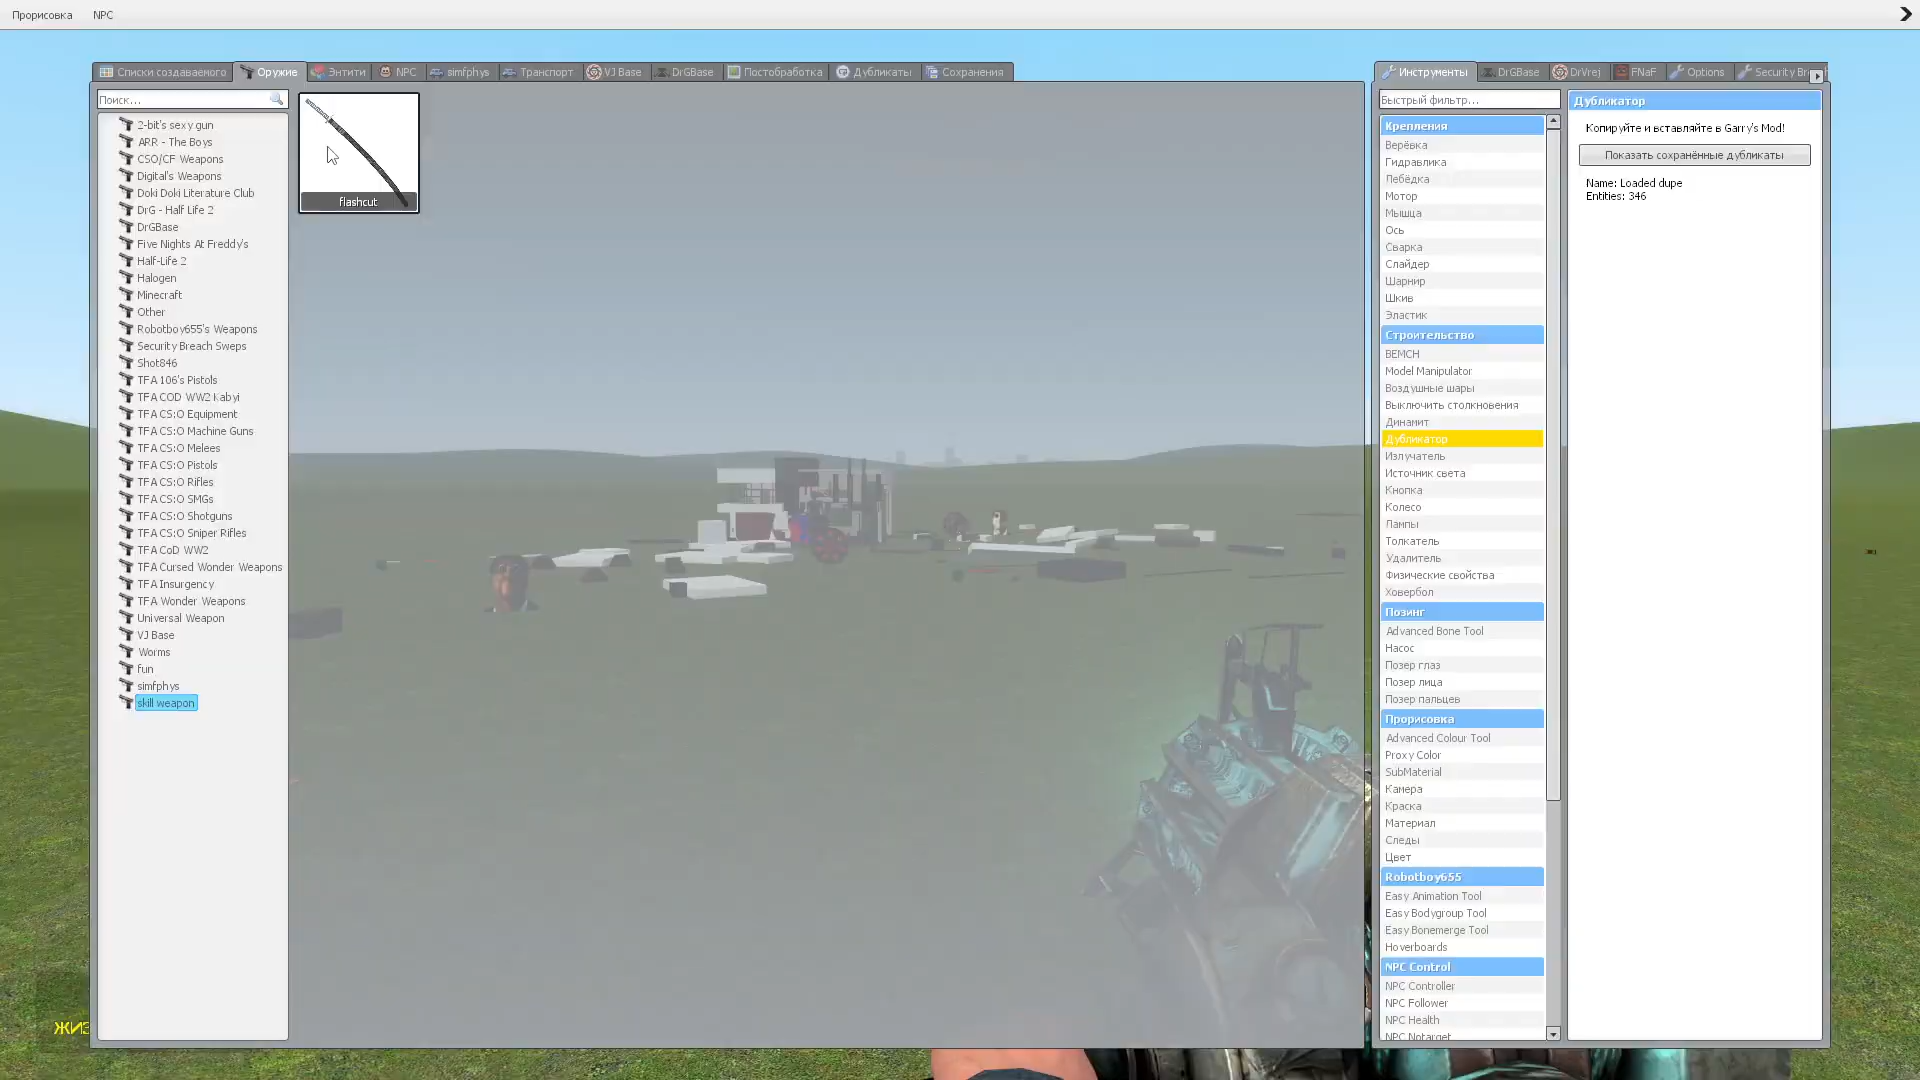 Прорисовка NPC
Списки создаваемого Оружие Энтити NPC simfphys Транспорт VJ Base DrGBase Постобработка Дубликаты Сохранения
Поиск...
2-bit's sexy gun
ARR - The Boys
CSO/CF Weapons
Digital's Weapons
Doki Doki Literature Club
DrG - Half Life 2
DrGBase
Five Nights At Freddy's
Half-Life 2
Halogen
Minecraft
Other
Robotboy655's Weapons
Security Breach Sweps
Shot846
TFA 106's Pistols
TFA COD WW2 Kabyi
TFA CS:O Equipment
TFA CS:O Machine Guns
TFA CS:O Melees
TFA CS:O Pistols
TFA CS:O Rifles
TFA CS:O SMGs
TFA CS:O Shotguns
TFA CS:O Sniper Rifles
TFA CoD WW2
TFA Cursed Wonder Weapons
TFA Insurgency
TFA Wonder Weapons
Universal Weapon
VJ Base
Worms
fun
simfphys
skill weapon
flashcut
Инструменты DrGBase DrVrej FNaF Options Security Bre
Быстрый фильтр...
Крепления
Верёвка
Гидравлика
Лебёдка
Мотор
Мышца
Ось
Сварка
Слайдер
Шарнир
Шкив
Эластик
Строительство
BEMCH
Model Manipulator
Воздушные шары
Выключить столкновения
Динамит
Дубликатор
Излучатель
Источник света
Кнопка
Колесо
Лампы
Толкатель
Удалитель
Физические свойства
Ховербол
Позинг
Advanced Bone Tool
Насос
Позер глаз
Позер лица
Позер пальцев
Прорисовка
Advanced Colour Tool
Proxy Color
SubMaterial
Камера
Краска
Материал
Следы
Цвет
Robotboy655
Easy Animation Tool
Easy Bodygroup Tool
Easy Bonemerge Tool
Hoverboards
NPC Control
NPC Controller
NPC Follower
NPC Health
NPC Notarget
Дубликатор
Копируйте и вставляйте в Garry's Mod!
Показать сохранённые дубликаты
Name: Loaded dupe
Entities: 346